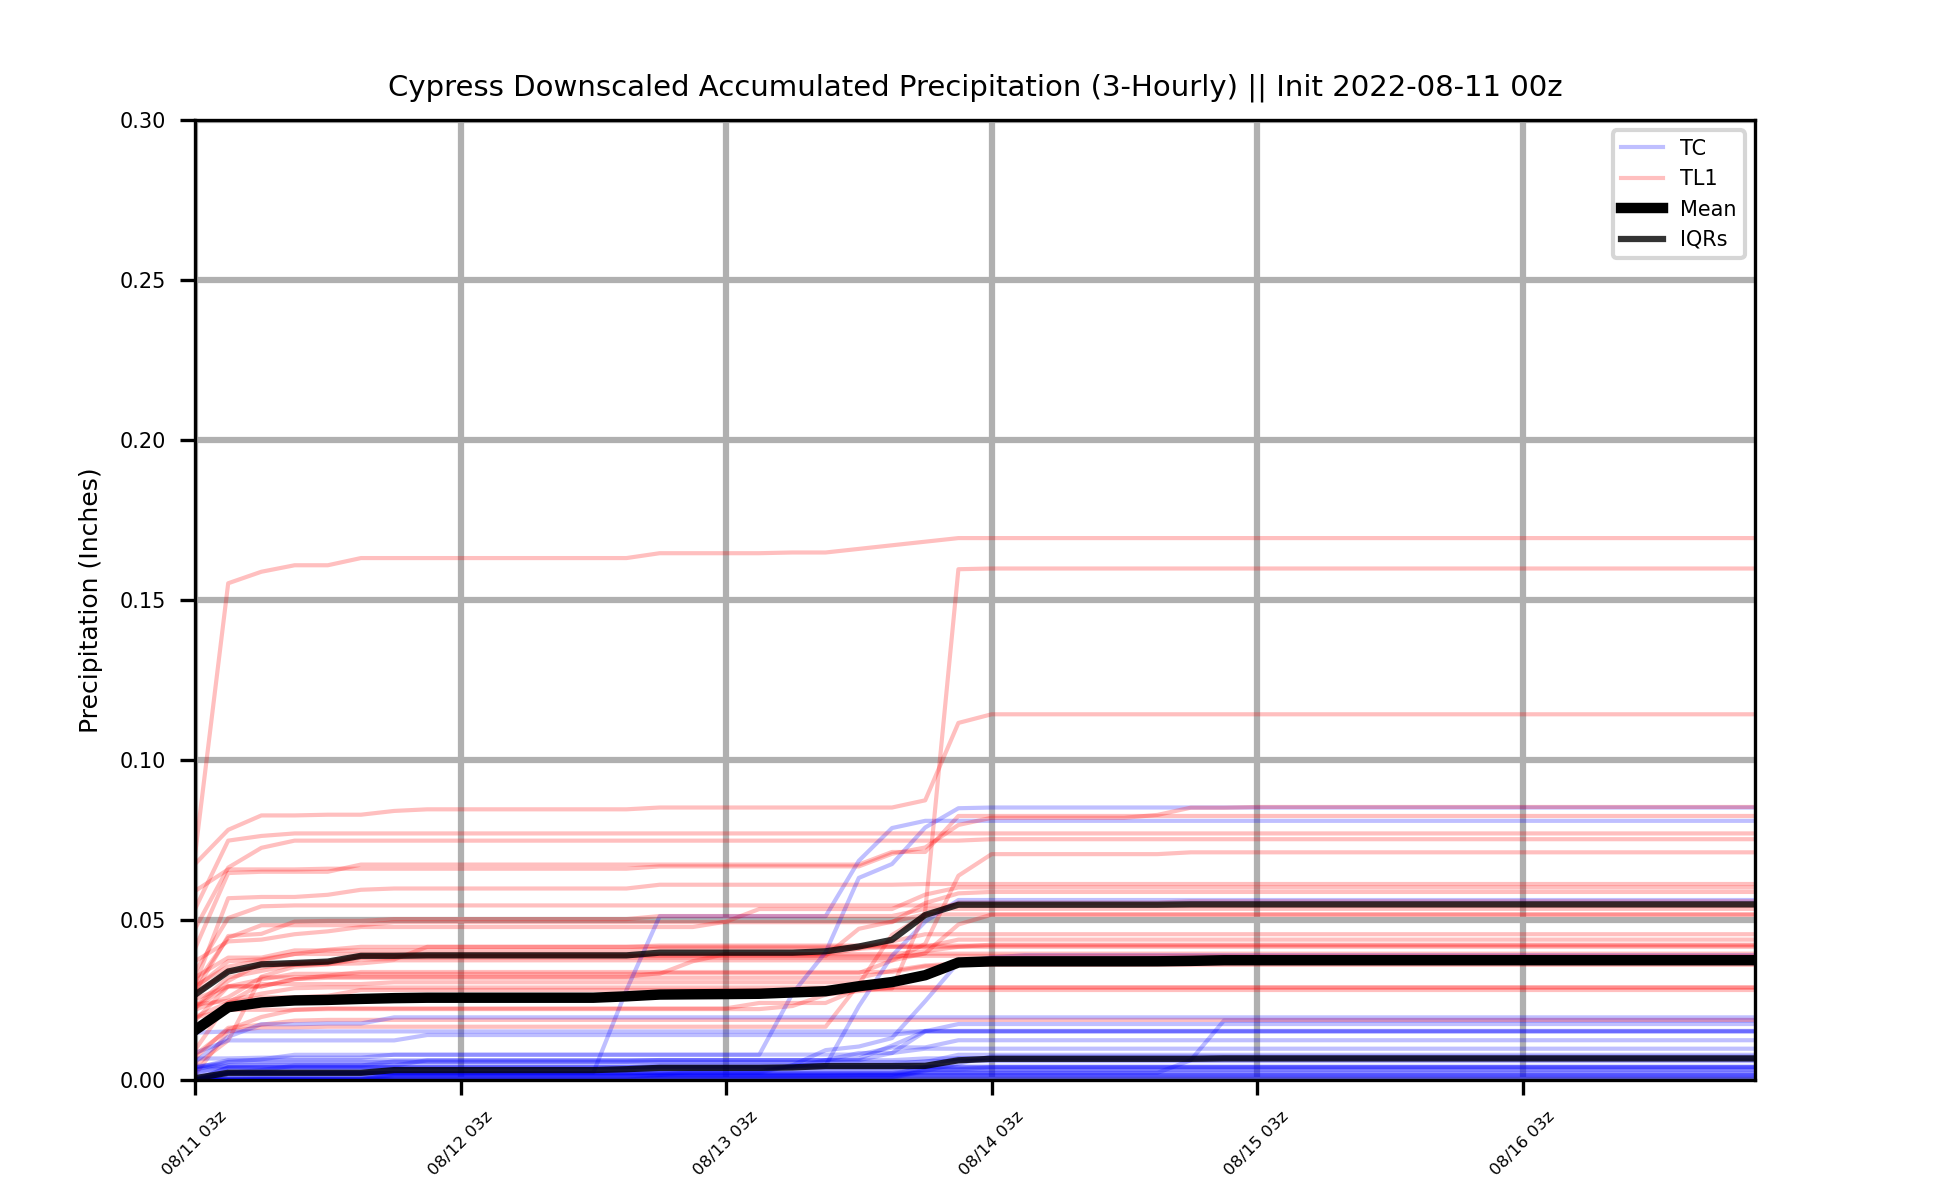 Cypress Downscaled Accumulated Precipitation (3-Hourly) || Init 2022-08-11 00z
TC
TL1
Mean
IQRs
Precipitation (Inches)
0.30
0.25
0.20
0.15
0.10
0.05
0.00
08/11 03z
08/12 03z
08/13 03z
08/14 03z
08/15 03z
08/16 03z